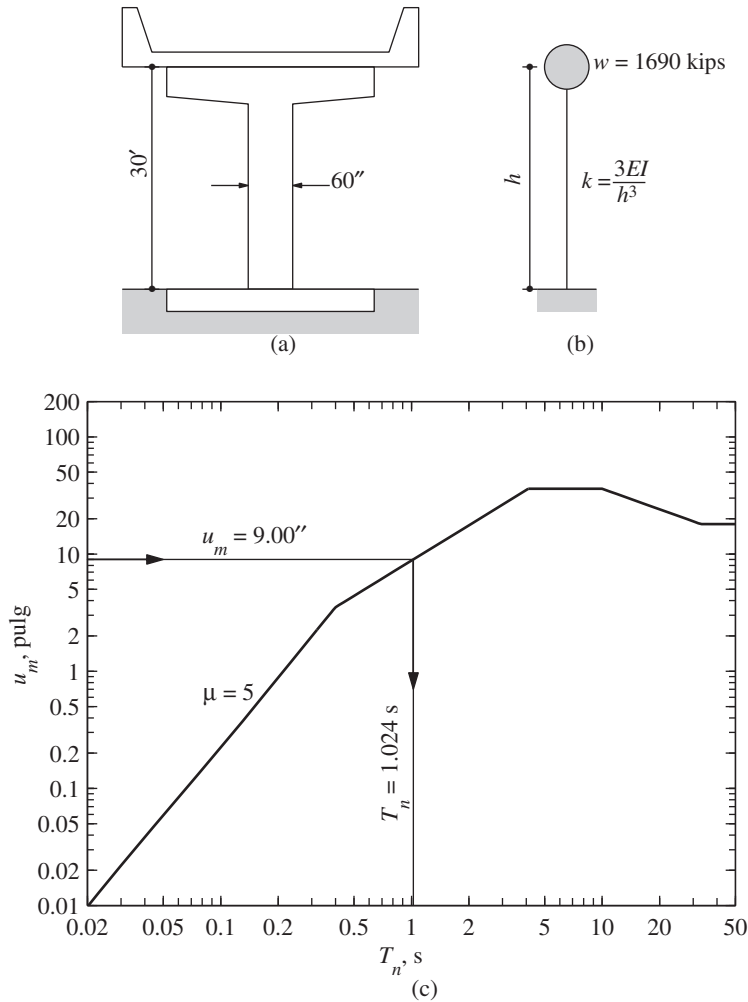 30′
60″
(a)
h
w = 1690 kips
k = 3EI/h³
(b)
200
100
50
20
10
5
2
1
0.5
0.2
0.1
0.05
0.02
0.01
u_m, pulg
u_m = 9.00″
μ = 5
T_n = 1.024 s
0.02 0.05 0.1 0.2 0.5 1 2 5 10 20 50
T_n, s
(c)